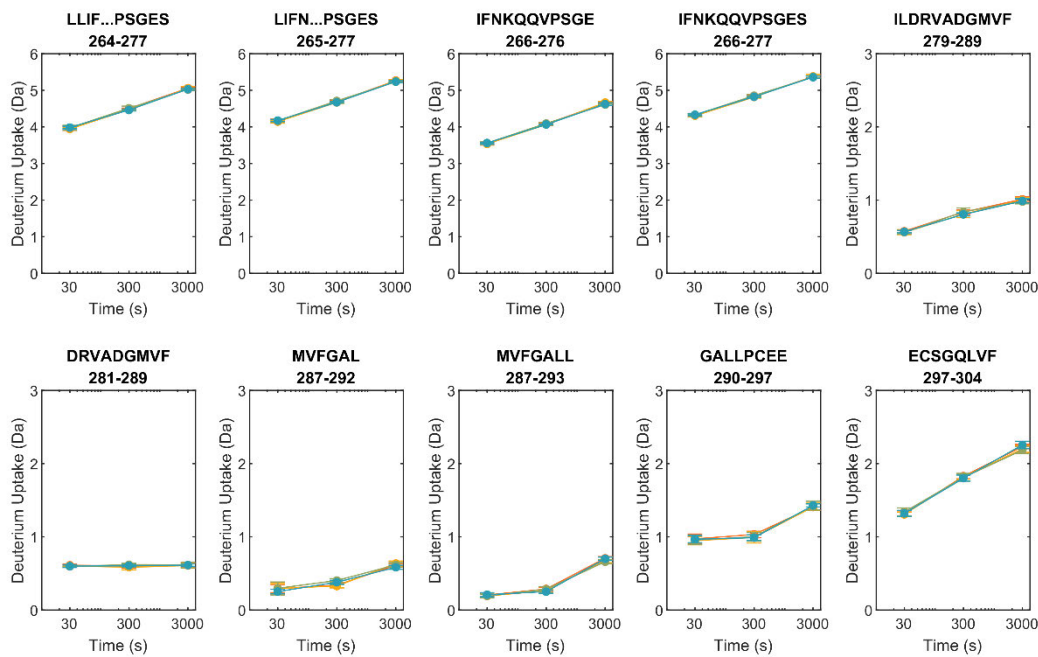 LLIF...PSGES
264-277
6
5
4
3
2
1
0
Deuterium Uptake (Da)
30 300 3000
Time (s)
LIFN...PSGES
265-277
6
5
4
3
2
1
0
Deuterium Uptake (Da)
30 300 3000
Time (s)
IFNKQQVPSGE
266-276
6
5
4
3
2
1
0
Deuterium Uptake (Da)
30 300 3000
Time (s)
IFNKQQVPSGES
266-277
6
5
4
3
2
1
0
Deuterium Uptake (Da)
30 300 3000
Time (s)
ILDRVADGMVF
279-289
3
2
1
0
Deuterium Uptake (Da)
30 300 3000
Time (s)
DRVADGMVF
281-289
3
2
1
0
Deuterium Uptake (Da)
30 300 3000
Time (s)
MVFGAL
287-292
3
2
1
0
Deuterium Uptake (Da)
30 300 3000
Time (s)
MVFGALL
287-293
3
2
1
0
Deuterium Uptake (Da)
30 300 3000
Time (s)
GALLPCEE
290-297
3
2
1
0
Deuterium Uptake (Da)
30 300 3000
Time (s)
ECSGQLVF
297-304
3
2
1
0
Deuterium Uptake (Da)
30 300 3000
Time (s)